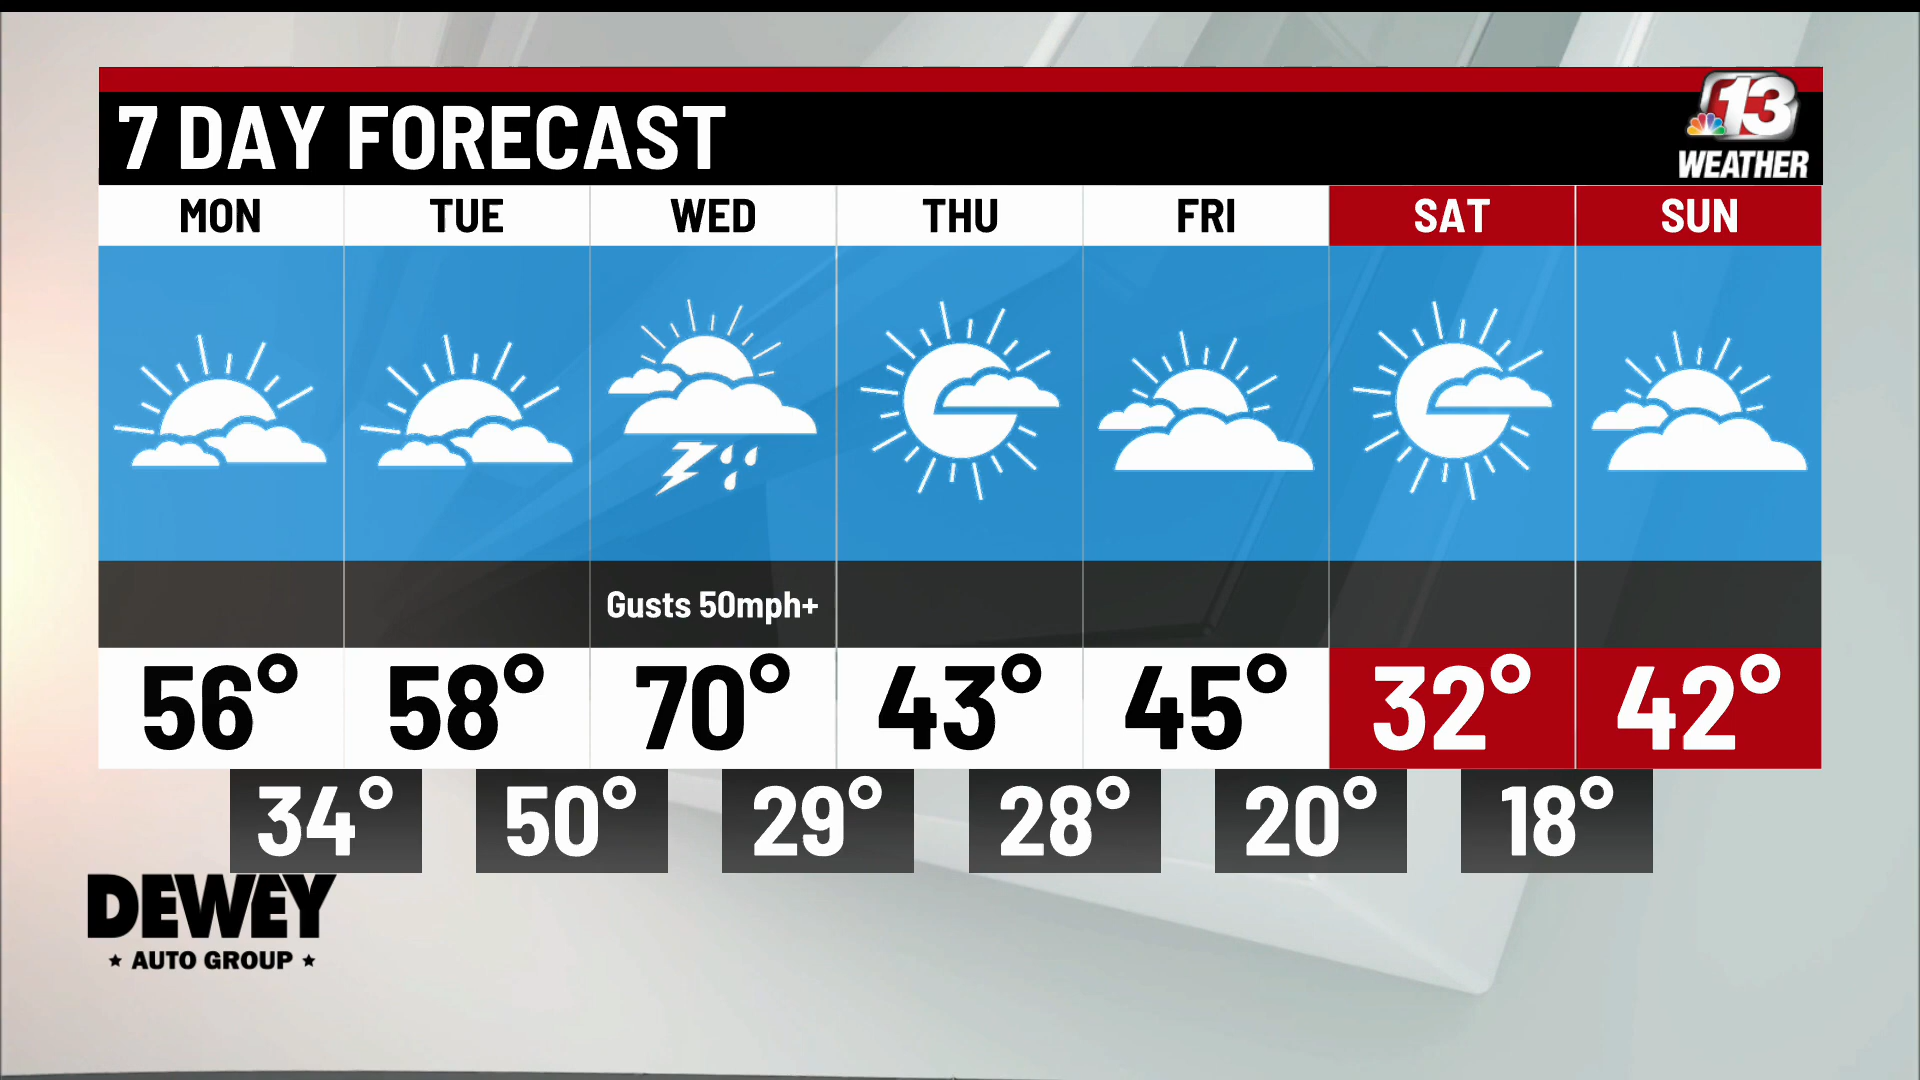 7 DAY FORECAST
13
WEATHER
MON TUE WED THU FRI SAT SUN
Gusts 50mph+
56° 58° 70° 43° 45° 32° 42°
34° 50° 29° 28° 20° 18°
DEWEY
★ AUTO GROUP ★